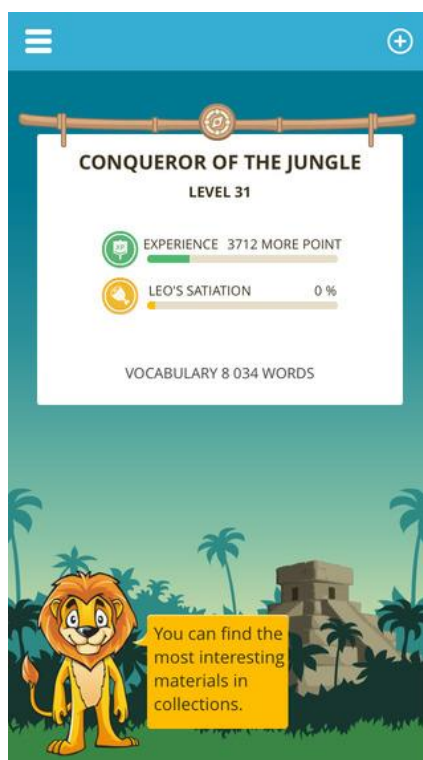 CONQUEROR OF THE JUNGLE
LEVEL 31
XP
EXPERIENCE 3712 MORE POINT
LEO'S SATIATION 0 %
VOCABULARY 8 034 WORDS
You can find the
most interesting
materials in
collections.